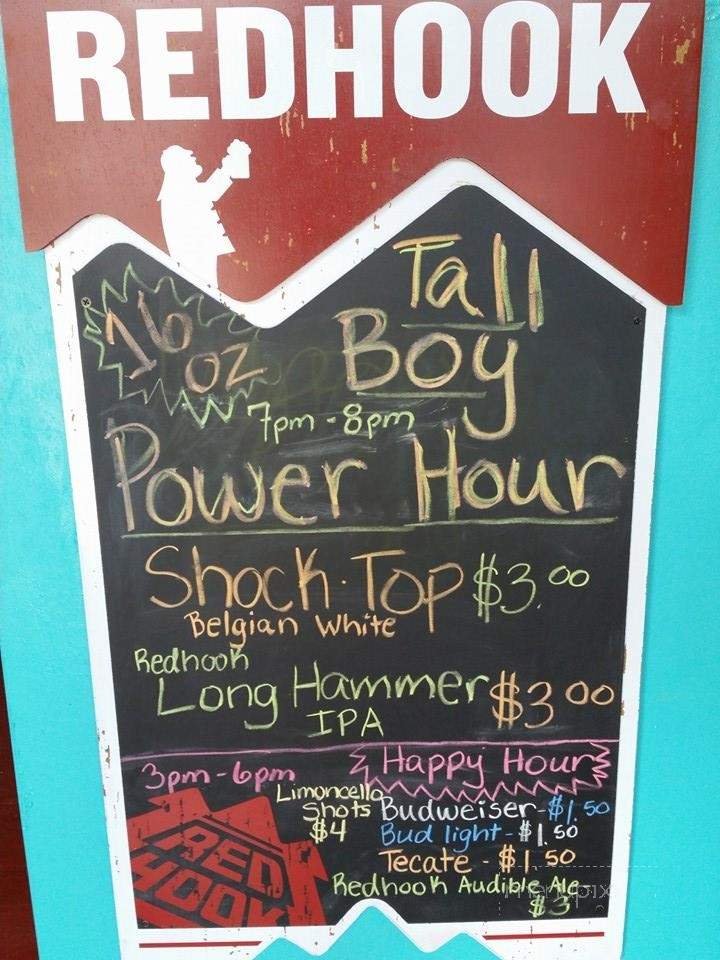 REDHOOK
16 oz
Tall
Boy
7pm - 8pm
Power Hour
Shock·Top $3.00
Belgian White
Redhook
Long Hammer $3.00
IPA
3pm-6pm Happy Hour
Limoncello
Shots
$4
Budweiser - $1.50
Bud light - $1.50
Tecate - $1.50
Redhook Audible Ale
$3
RED
HOOK
menupix